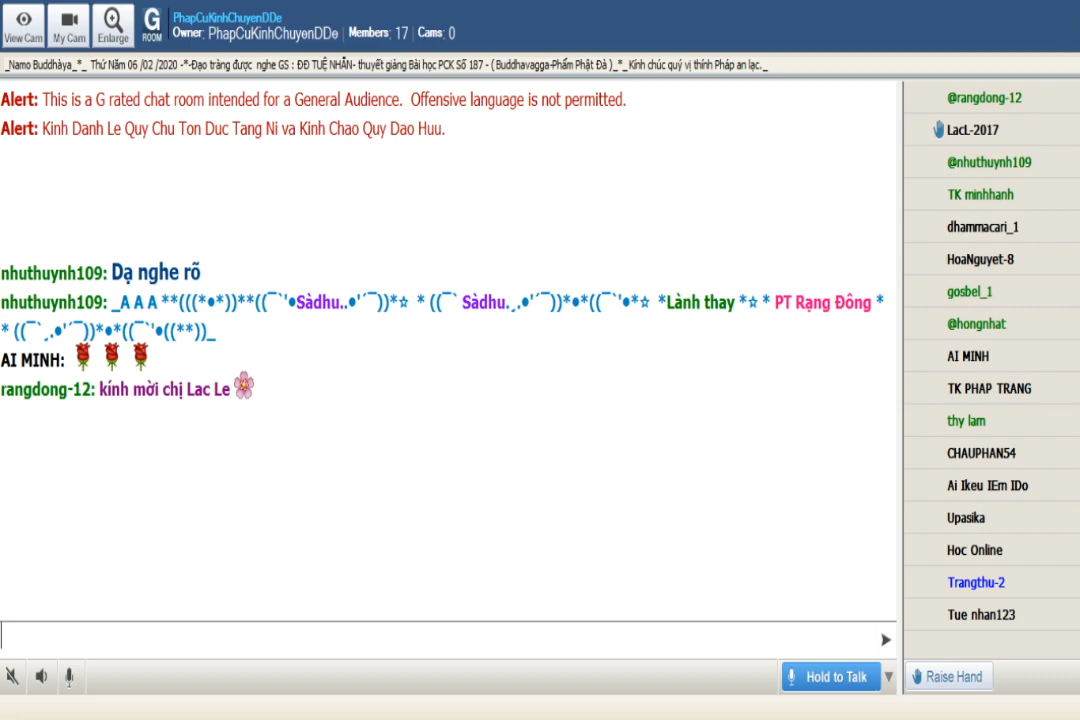 View Cam
My Cam
Enlarge
G
ROOM
PhapCuKinhChuyenDDe
Owner: PhapCuKinhChuyenDDe | Members: 17 | Cams: 0
_Namo Buddhàya_*_ Thứ Năm 06 /02 /2020 -*-Đạo tràng được nghe GS : ĐĐ TUỆ NHÂN- thuyết giảng Bài học PCK Số 187 - ( Buddhavagga-Phẩm Phật Đà )_*_Kính chúc quý vị thính Pháp an lạc._
Alert: This is a G rated chat room intended for a General Audience. Offensive language is not permitted.
Alert: Kinh Danh Le Quy Chu Ton Duc Tang Ni va Kinh Chao Quy Dao Huu.
nhuthuynh109: Dạ nghe rõ
nhuthuynh109: _A A A **(((*•*))**((¯`'•Sàdhu..•'´¯))*☆ * ((¯` Sàdhu.¸.•'´¯))*•*((¯`'•*☆ *Lành thay *☆ * PT Rạng Đông *
* ((¯`¸.•'´¯))*•*((¯`'•((**))_
AI MINH:
rangdong-12: kính mời chị Lac Le
@rangdong-12
LacL-2017
@nhuthuynh109
TK minhhanh
dhammacari_1
HoaNguyet-8
gosbel_1
@hongnhat
AI MINH
TK PHAP TRANG
thy lam
CHAUPHAN54
Ai Ikeu IEm IDo
Upasika
Hoc Online
Trangthu-2
Tue nhan123
Hold to Talk
Raise Hand